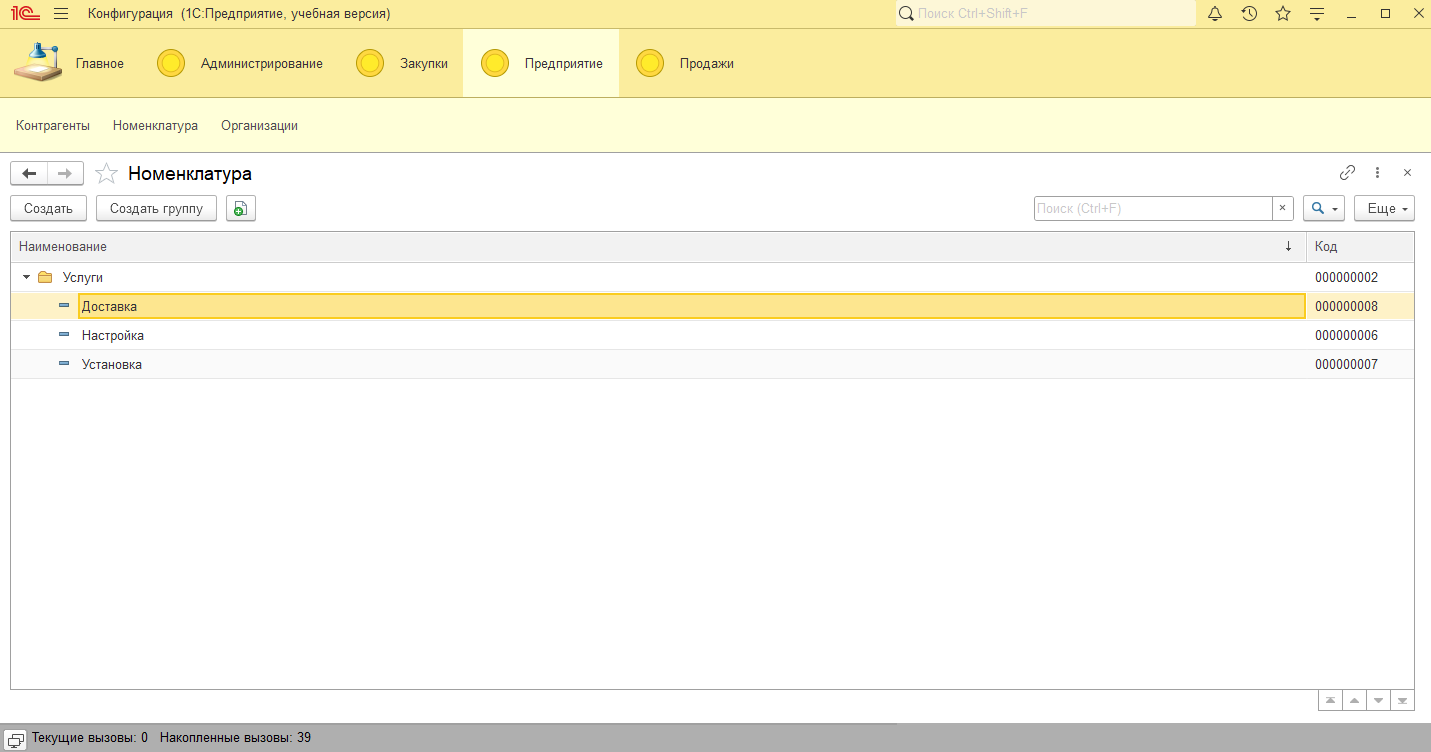 1С Конфигурация (1С:Предприятие, учебная версия) Поиск Ctrl+Shift+F
Главное Администрирование Закупки Предприятие Продажи
Контрагенты Номенклатура Организации
Номенклатура
Создать Создать группу Поиск (Ctrl+F) × Еще
Наименование ↓ Код
Услуги 000000002
Доставка 000000008
Настройка 000000006
Установка 000000007
Текущие вызовы: 0 Накопленные вызовы: 39